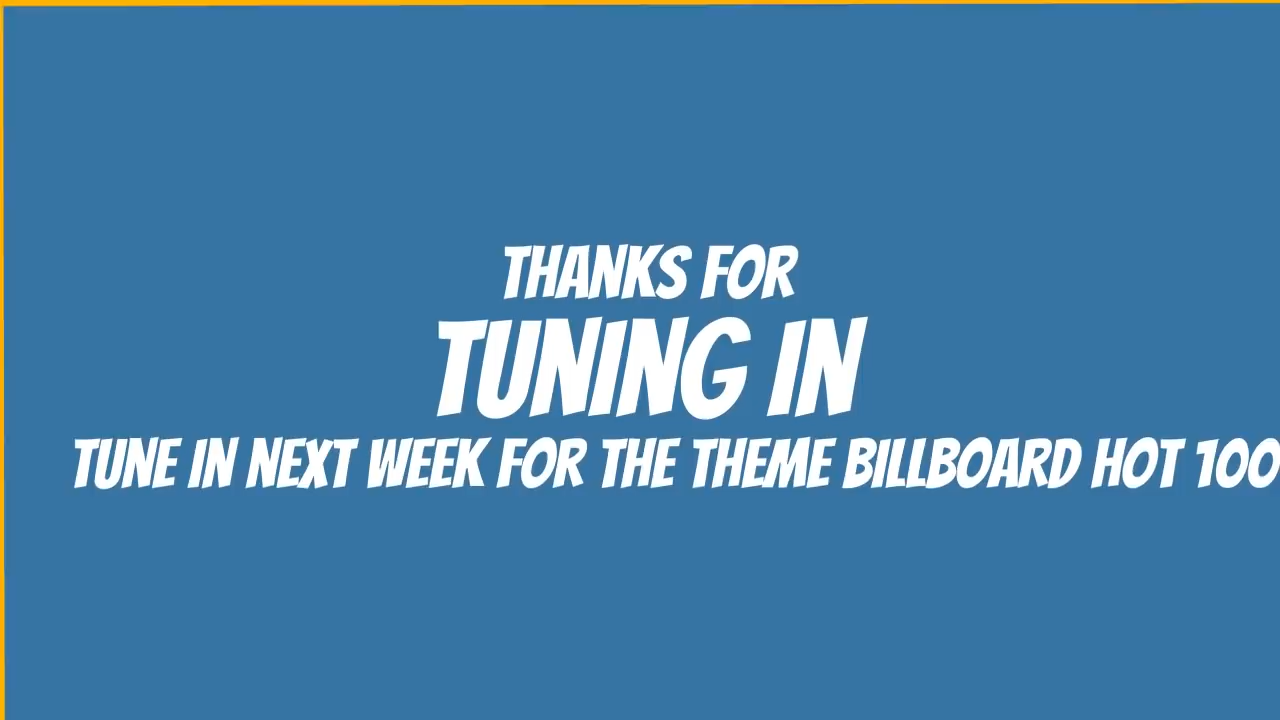 THANKS FOR
TUNING IN
TUNE IN NEXT WEEK FOR THE THEME BILLBOARD HOT 100